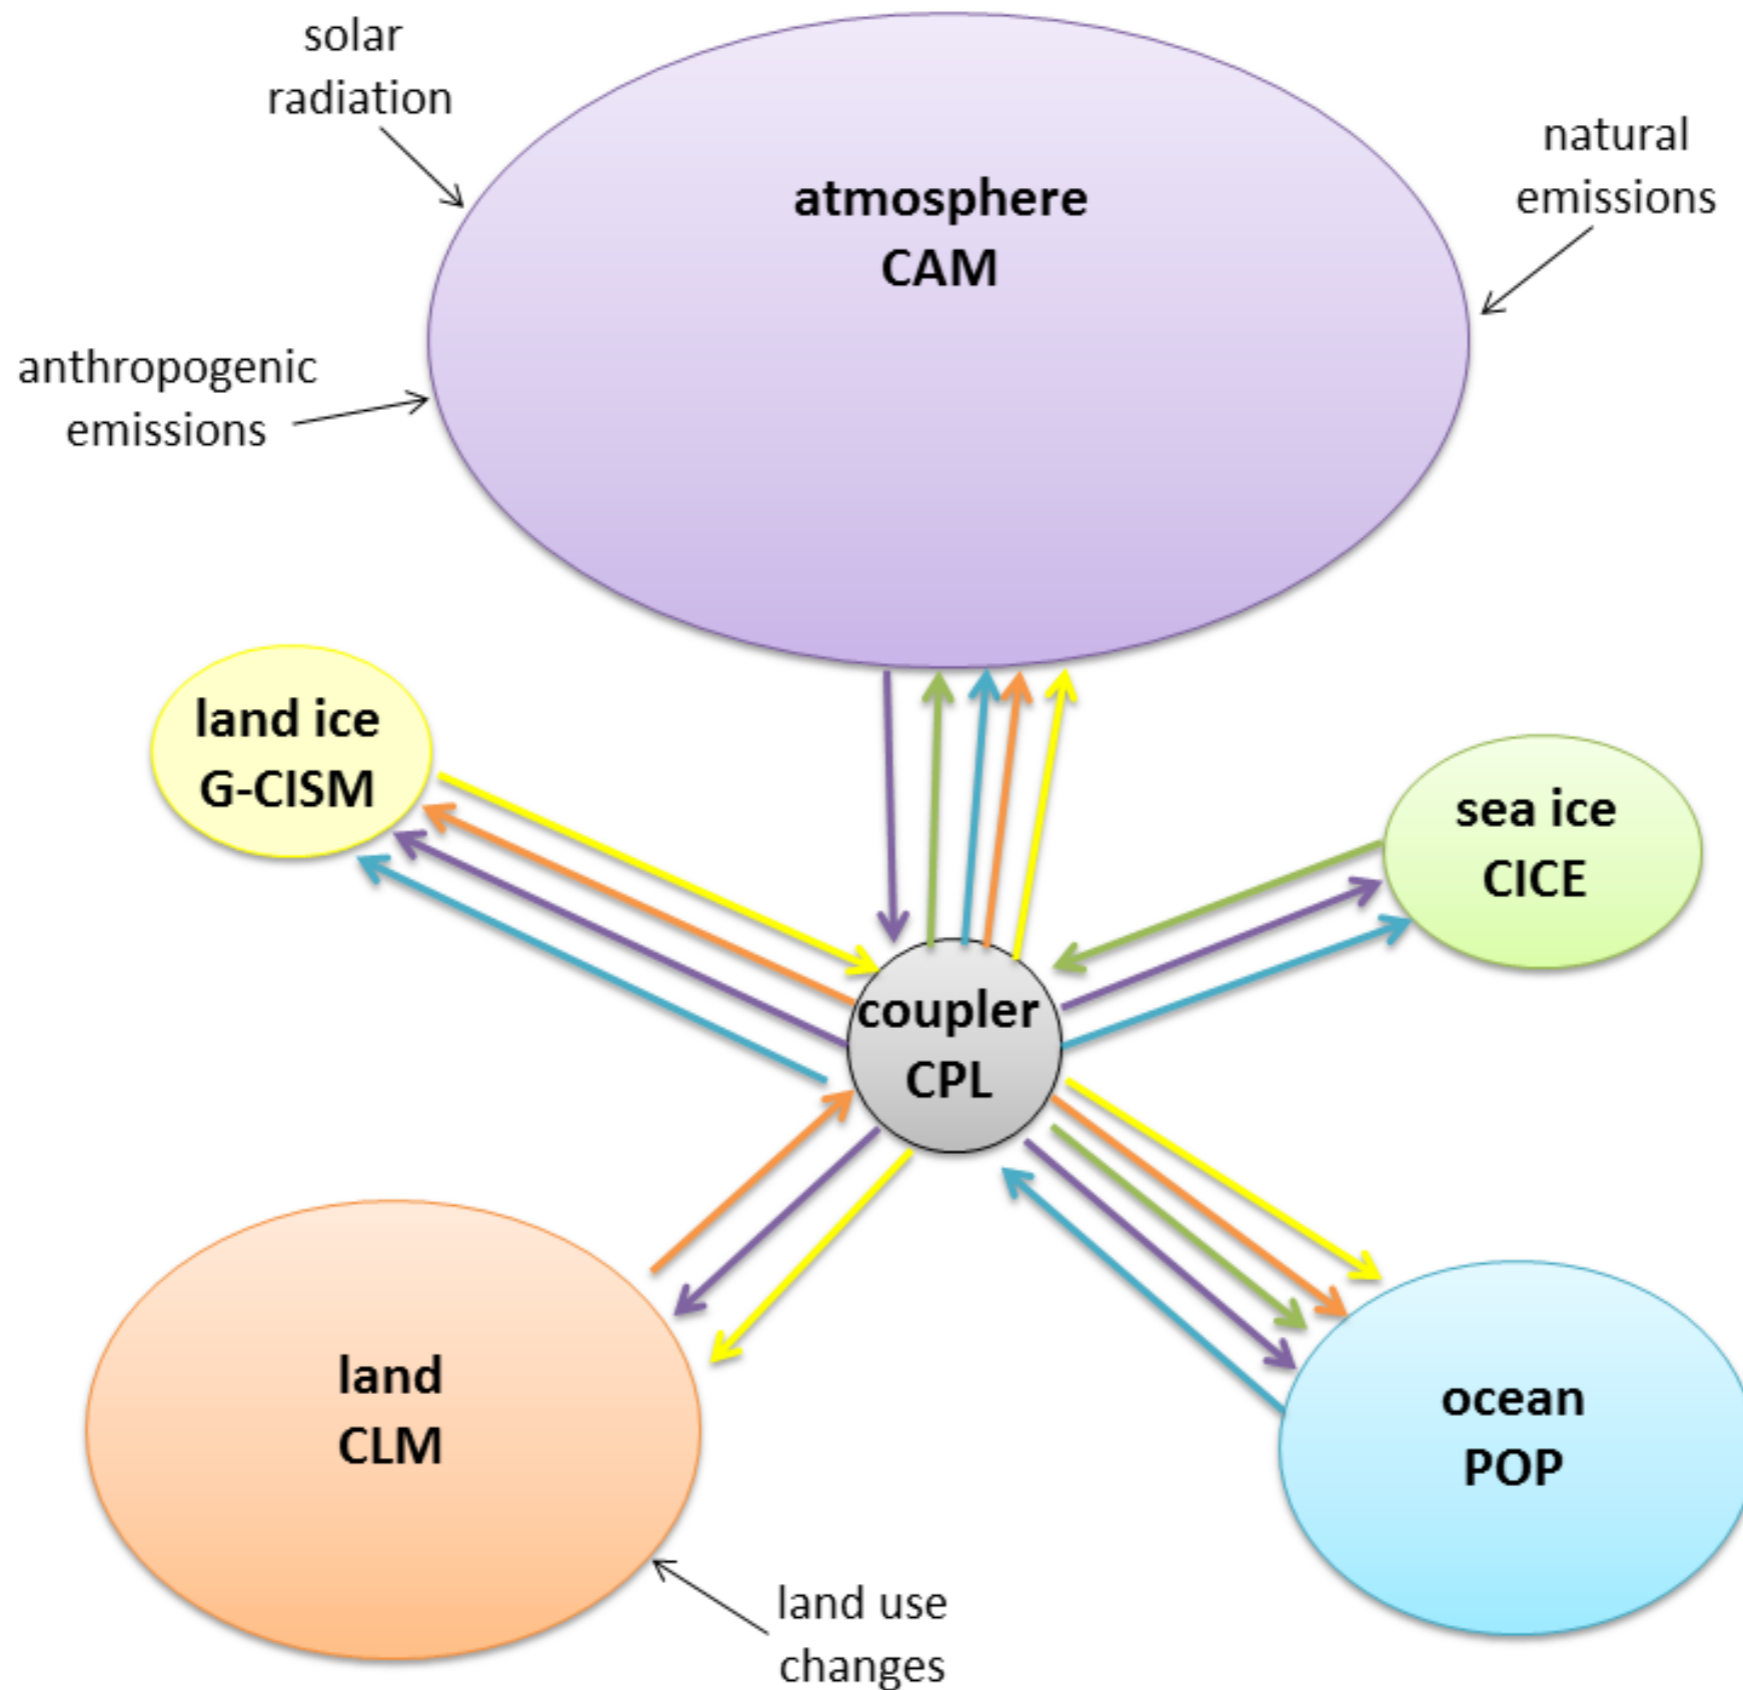 solar
radiation
natural
emissions
atmosphere
CAM
anthropogenic
emissions
land ice
G-CISM
sea ice
CICE
coupler
CPL
land
CLM
ocean
POP
land use
changes